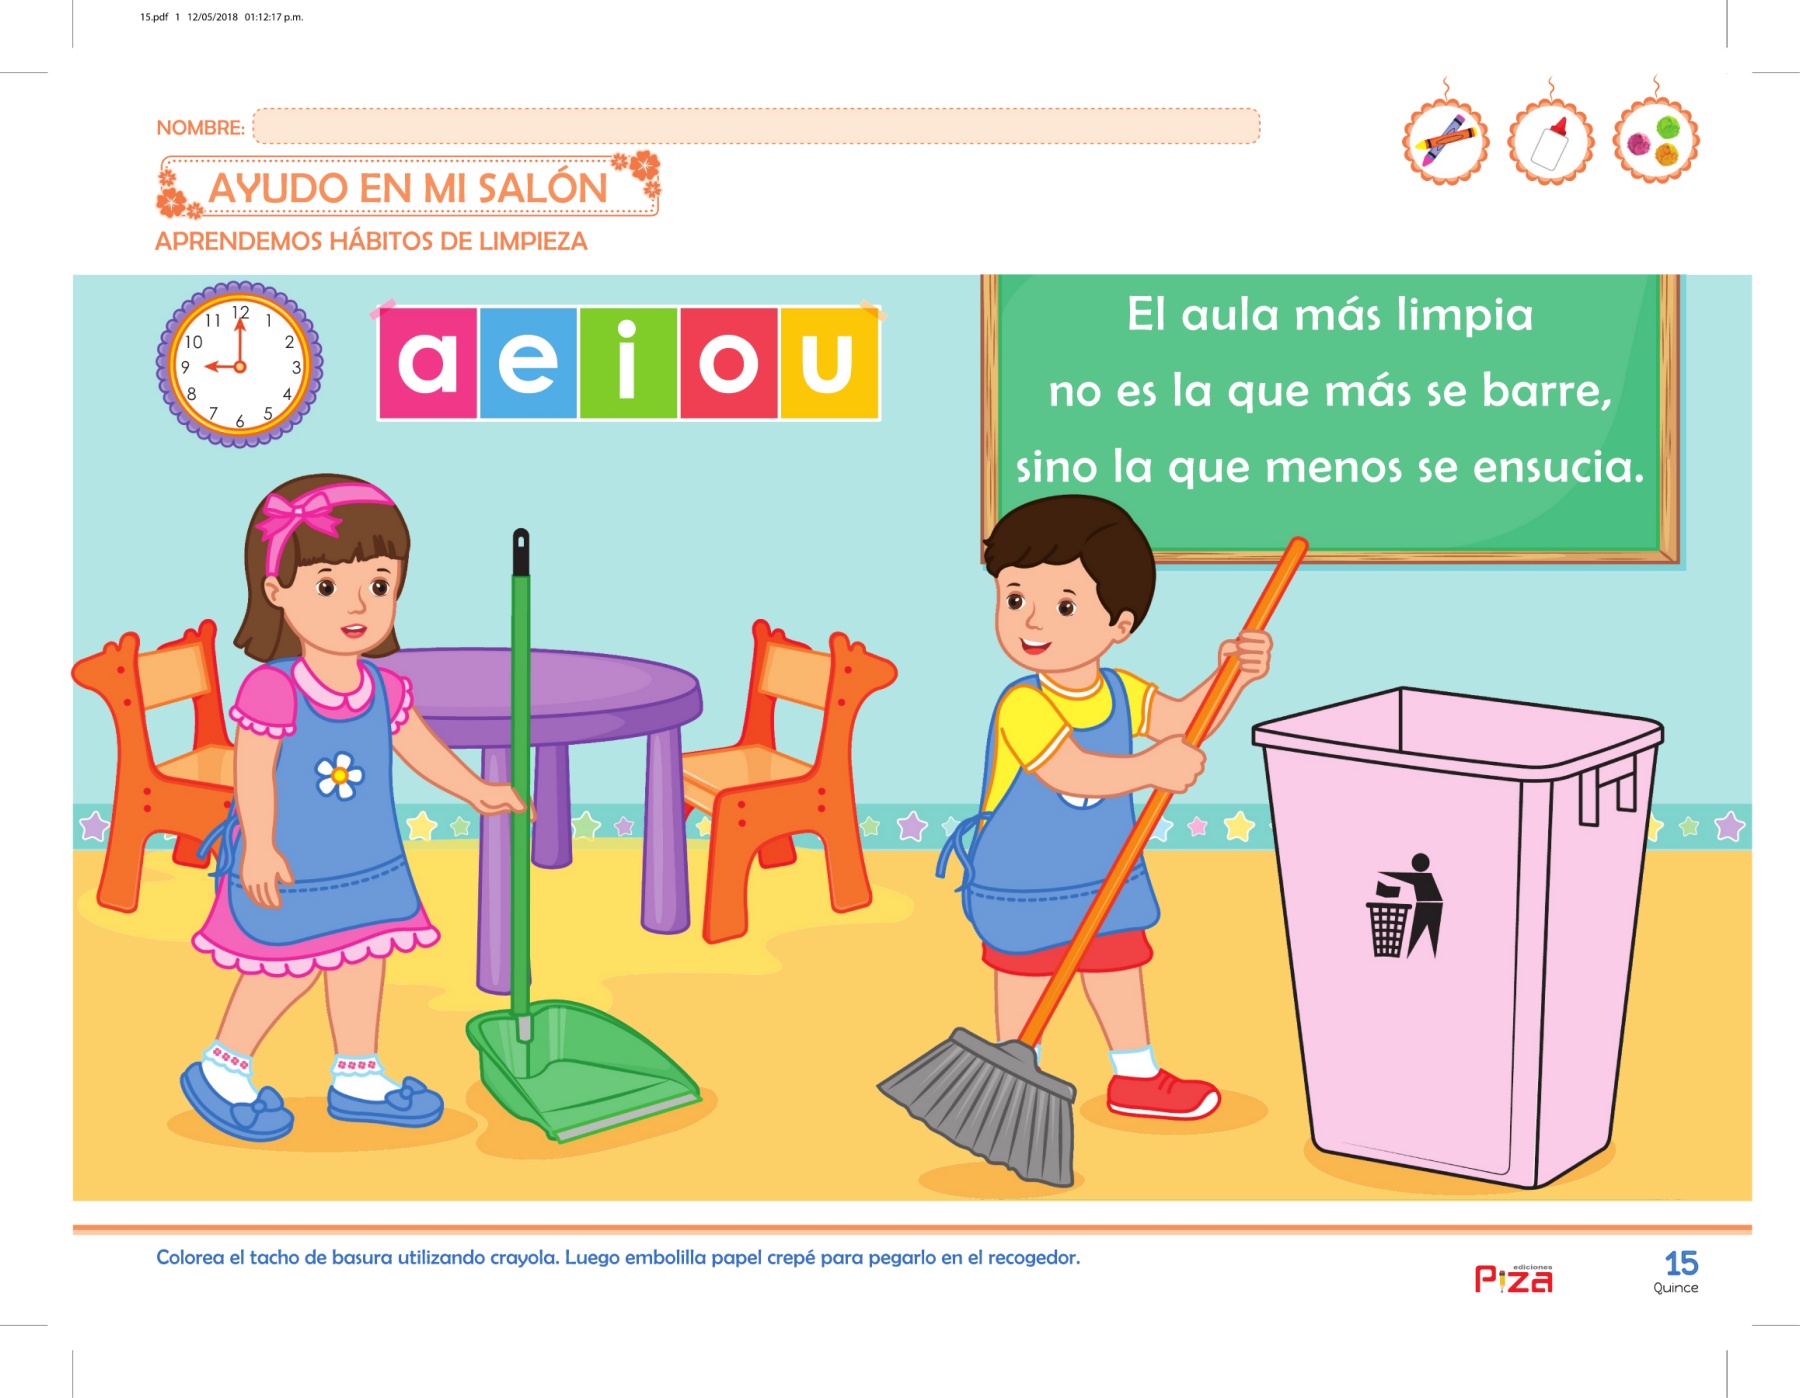 15.pdf 1 12/05/2018 01:12:17 p.m.
NOMBRE:
AYUDO EN MI SALÓN
APRENDEMOS HÁBITOS DE LIMPIEZA
12
11 1
10 2
9 3
8 4
7 5
6
a e i o u
El aula más limpia
no es la que más se barre,
sino la que menos se ensucia.
Colorea el tacho de basura utilizando crayola. Luego embolilla papel crepé para pegarlo en el recogedor.
ediciones
Piza
15
Quince